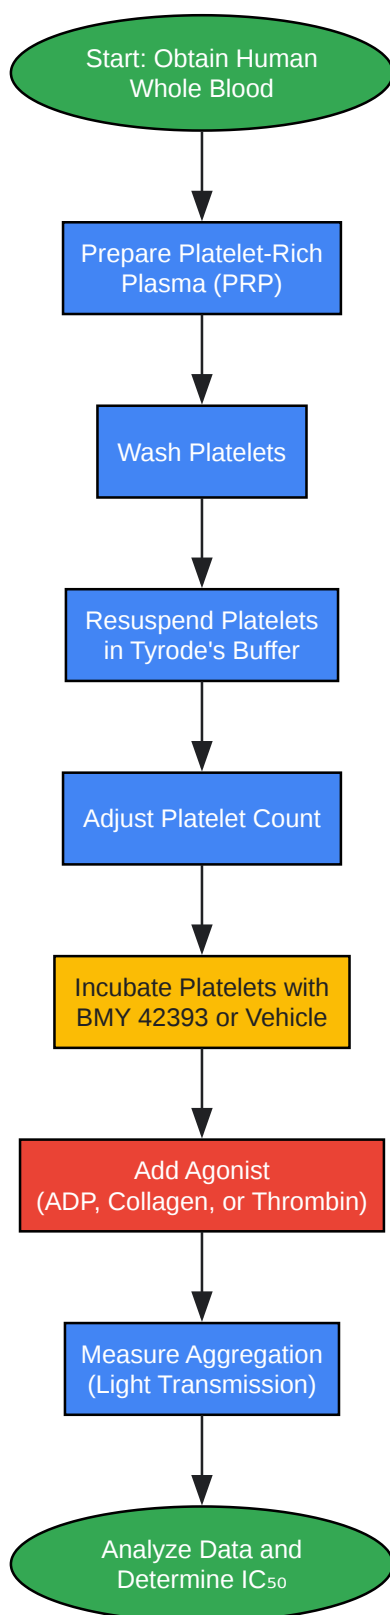 Start: Obtain Human
Whole Blood
Prepare Platelet-Rich
Plasma (PRP)
Wash Platelets
Resuspend Platelets
in Tyrode's Buffer
Adjust Platelet Count
Incubate Platelets with
BMY 42393 or Vehicle
Add Agonist
(ADP, Collagen, or Thrombin)
Measure Aggregation
(Light Transmission)
Analyze Data and
Determine IC₅₀